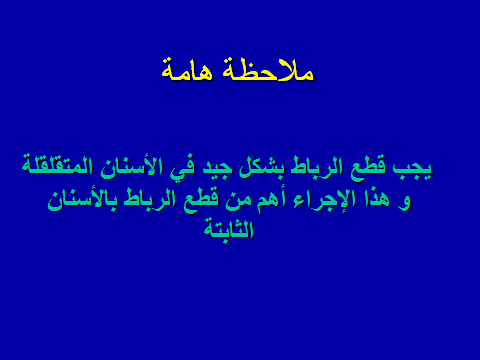 ملاحظة هامة
يجب قطع الرباط بشكل جيد في الأسنان المتقلقلة
و هذا الإجراء أهم من قطع الرباط بالأسنان
الثابتة